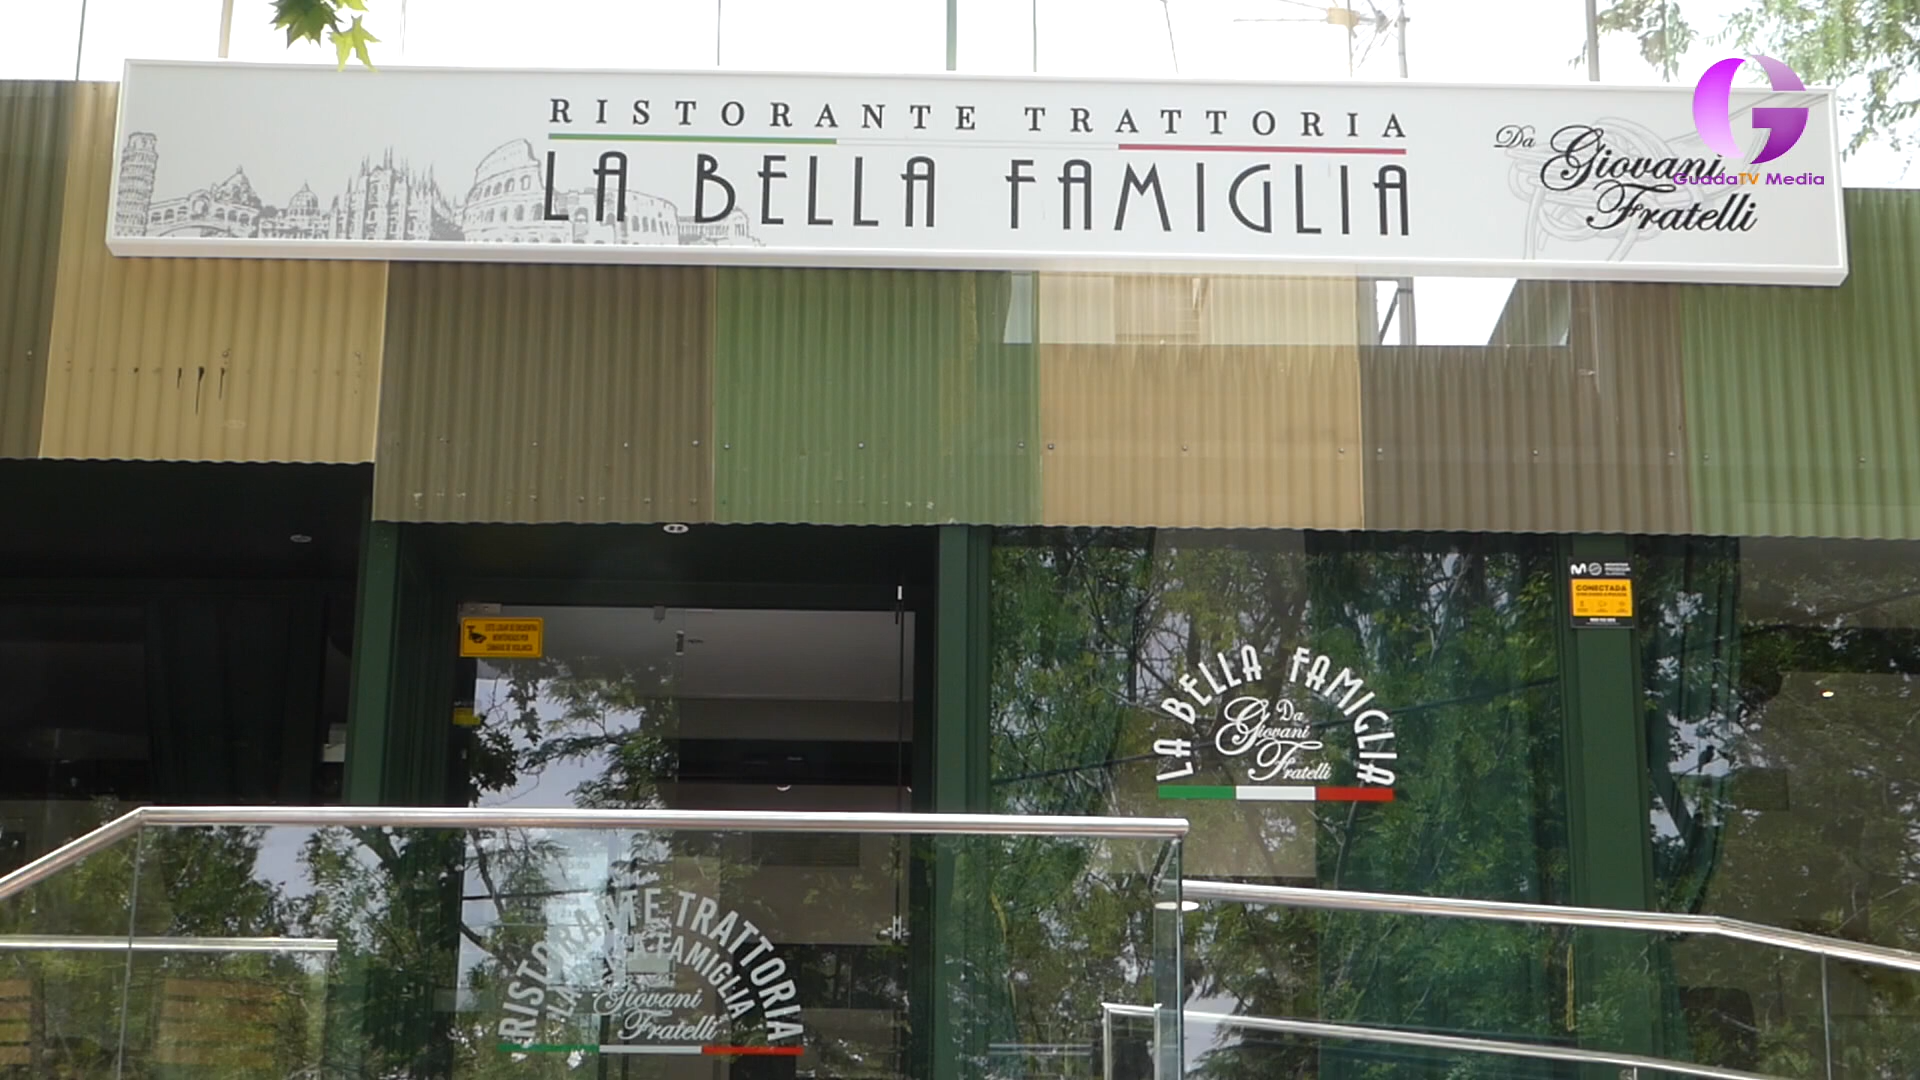 RISTORANTE TRATTORIA
LA BELLA FAMIGLIA
Da Giovani
Fratelli
GuadaTV Media
CONECTADA
LA BELLA FAMIGLIA
Da
Giovani
Fratelli
RISTORANTE TRATTORIA
LA BELLA FAMIGLIA
Giovani
Fratelli